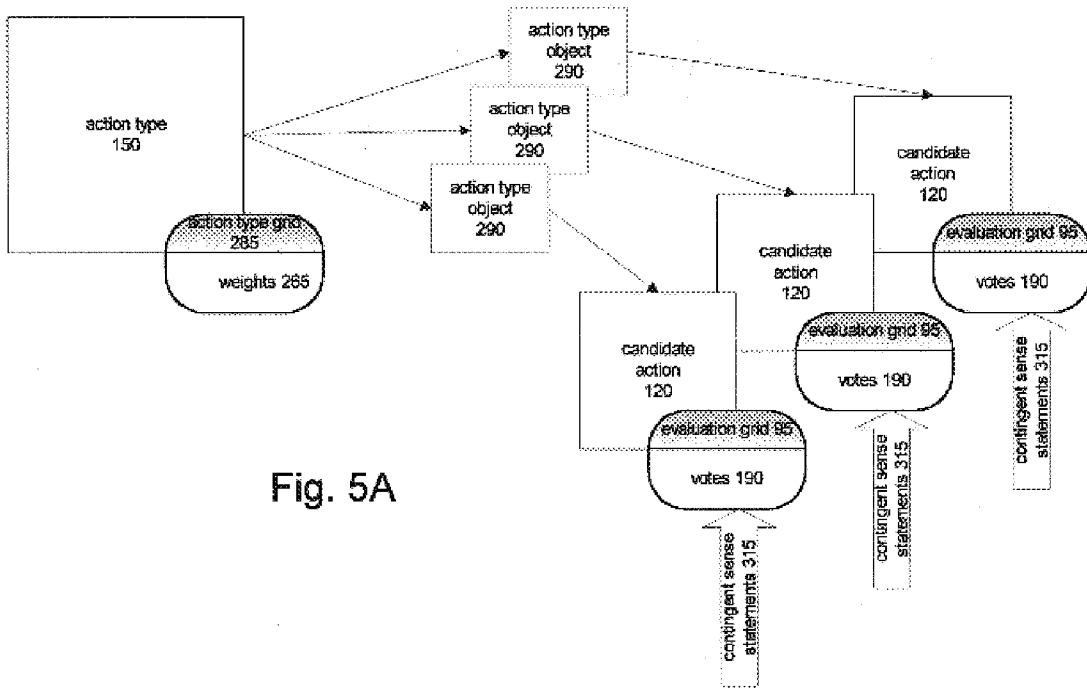 action type
150
action type grid
285
weights 265
action type
object
290
action type
object
290
action type
object
290
candidate
action
120
evaluation grid 95
votes 190
contingent sense
statements 315
candidate
action
120
evaluation grid 95
votes 190
contingent sense
statements 315
candidate
action
120
evaluation grid 95
votes 190
contingent sense
statements 315
Fig. 5A